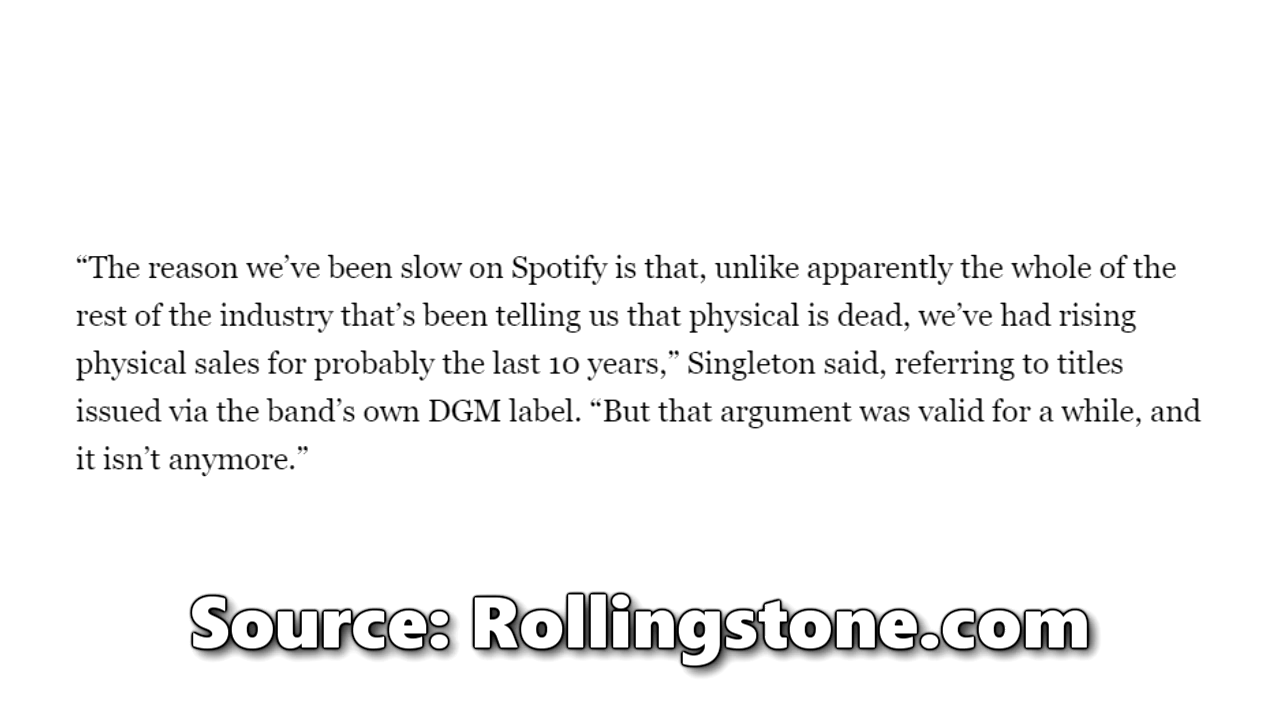 “The reason we’ve been slow on Spotify is that, unlike apparently the whole of the
rest of the industry that’s been telling us that physical is dead, we’ve had rising
physical sales for probably the last 10 years,” Singleton said, referring to titles
issued via the band’s own DGM label. “But that argument was valid for a while, and
it isn’t anymore.”
Source: Rollingstone.com